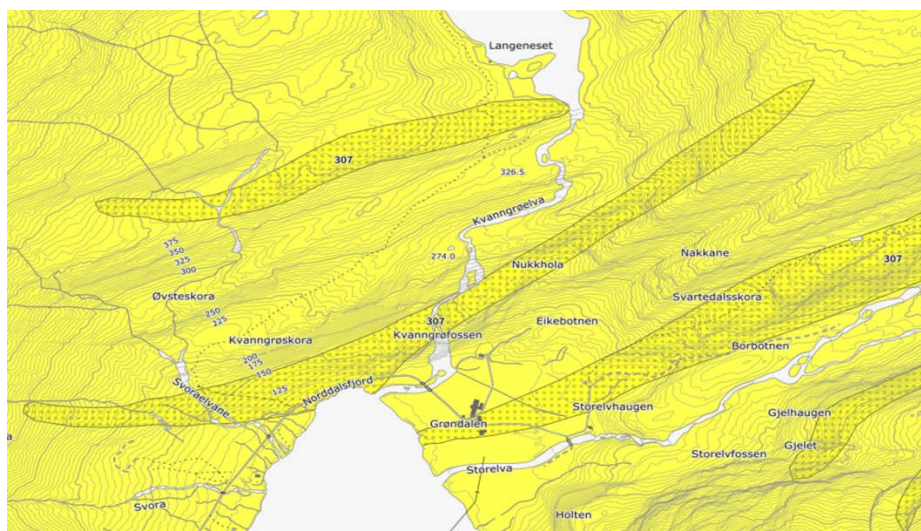 Langeneset
307
326.5
Kvanngrøelva
375
350
325
300
274.0
Nukkhola
Nakkane
307
Øvsteskora
Svartedalsskora
250
225
307
Eikebotnen
Kvanngrøskora
Kvanngrøfossen
Borbotnen
200
175
150
125
Norddalsfjord
Svoraelvane
Storelvhaugen
Gjelhaugen
Grøndalen
a
Gjelet
Storelvfossen
Storelva
Svora
Holten